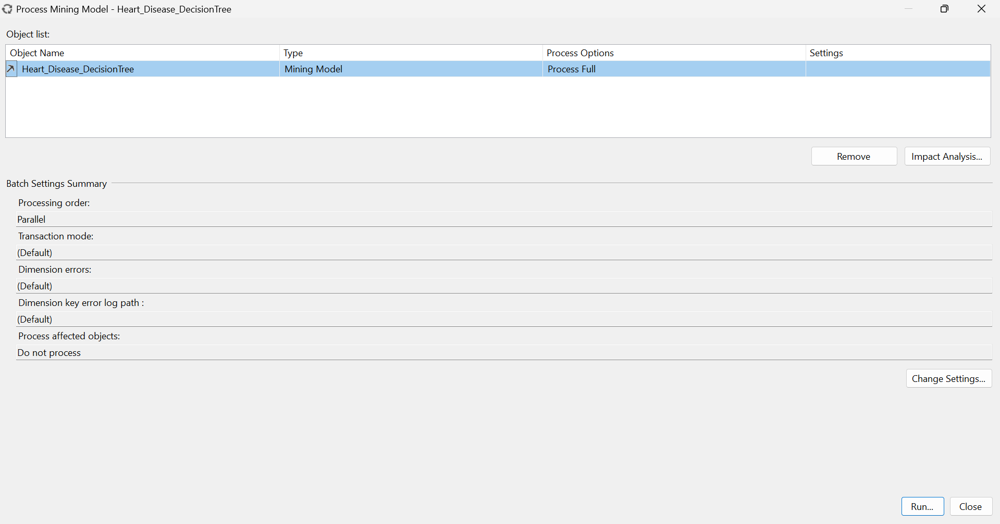 Process Mining Model - Heart_Disease_DecisionTree
Object list:
Object Name Type Process Options Settings
Heart_Disease_DecisionTree Mining Model Process Full
Remove Impact Analysis...
Batch Settings Summary
Processing order:
Parallel
Transaction mode:
(Default)
Dimension errors:
(Default)
Dimension key error log path :
(Default)
Process affected objects:
Do not process
Change Settings...
Run... Close